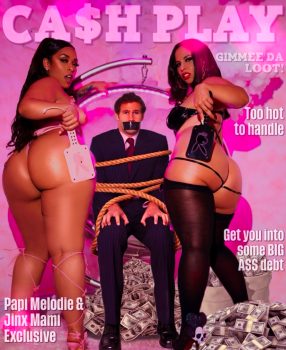 CA$H PLAY
GIMMEE DA
LOOT!
Too hot
to handle
Get you into
some BIG
A$$ debt
Papi Melodie &
Jinx Mami
Exclusive